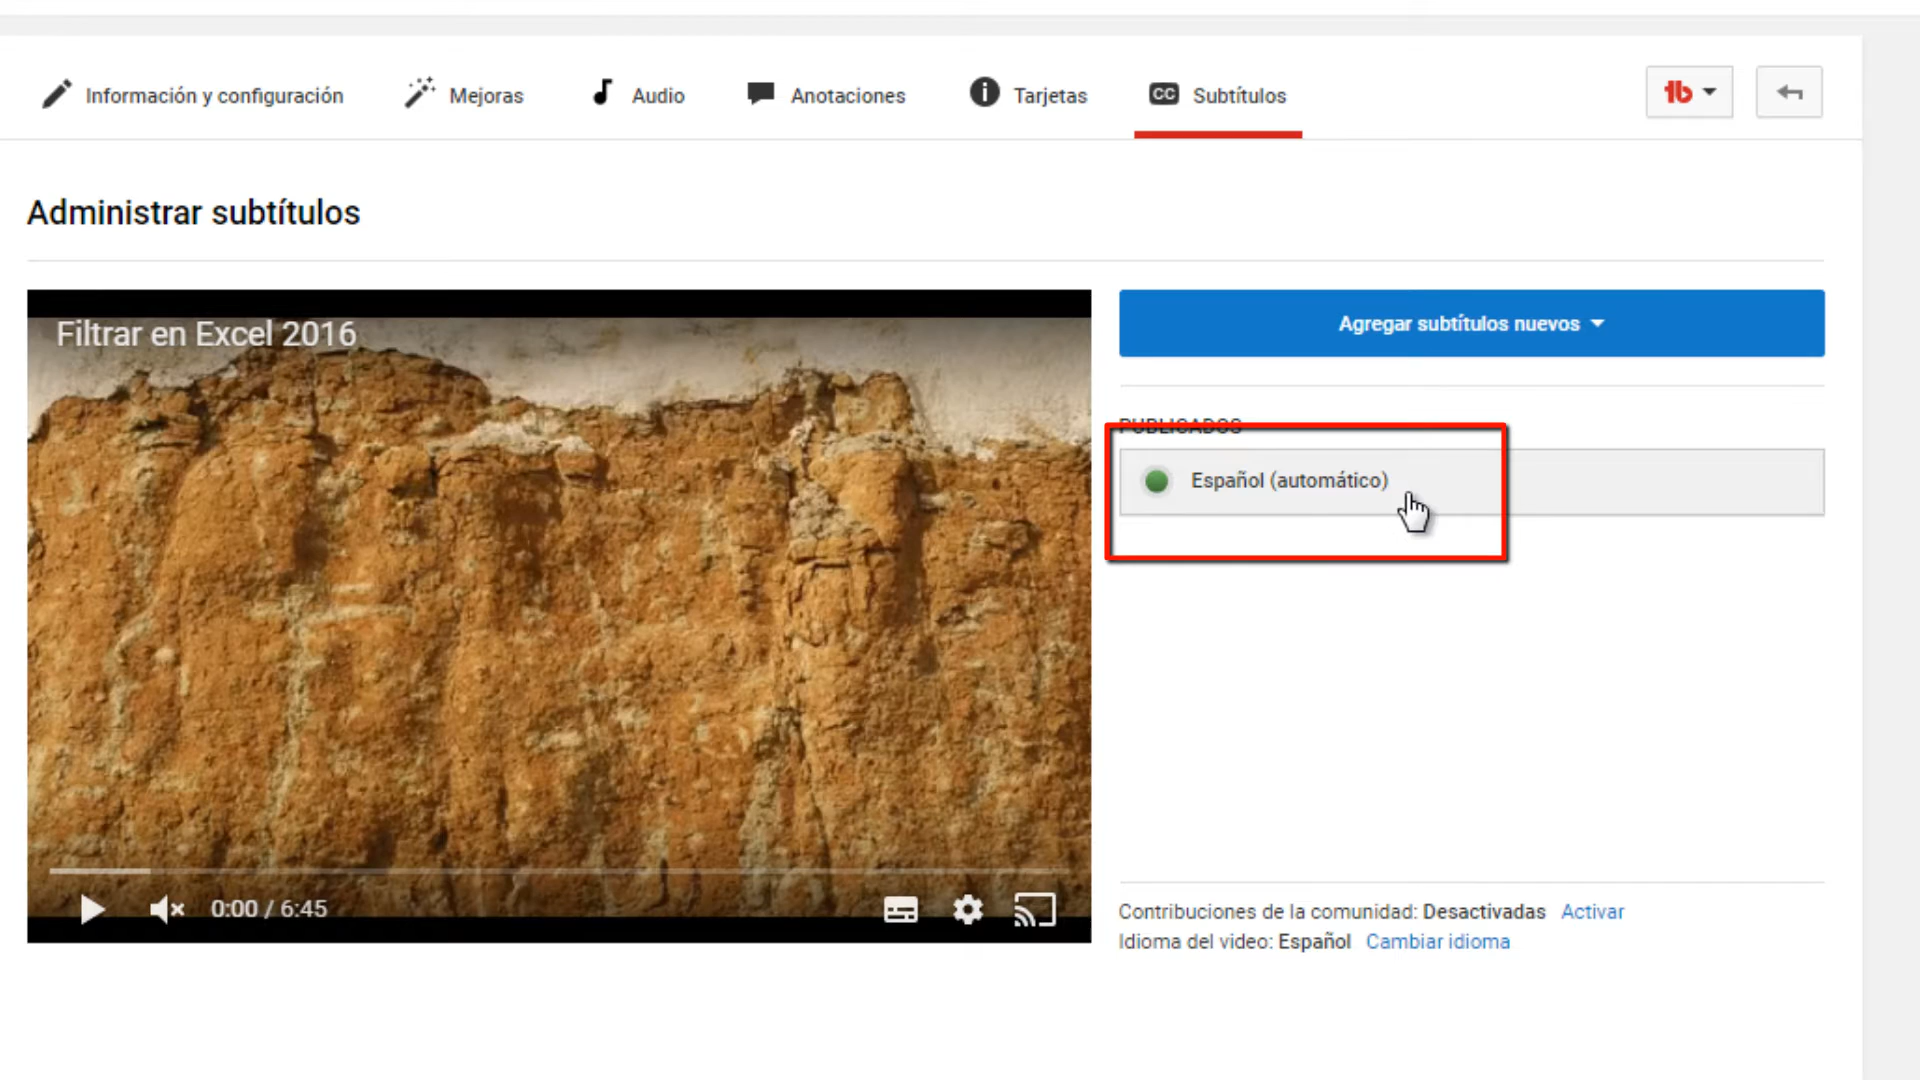 Información y configuración
Mejoras
Audio
Anotaciones
Tarjetas
CC Subtítulos
Administrar subtítulos
Filtrar en Excel 2016
Agregar subtítulos nuevos
PUBLICADOS
Español (automático)
0:00 / 6:45
Contribuciones de la comunidad: Desactivadas Activar
Idioma del video: Español Cambiar idioma